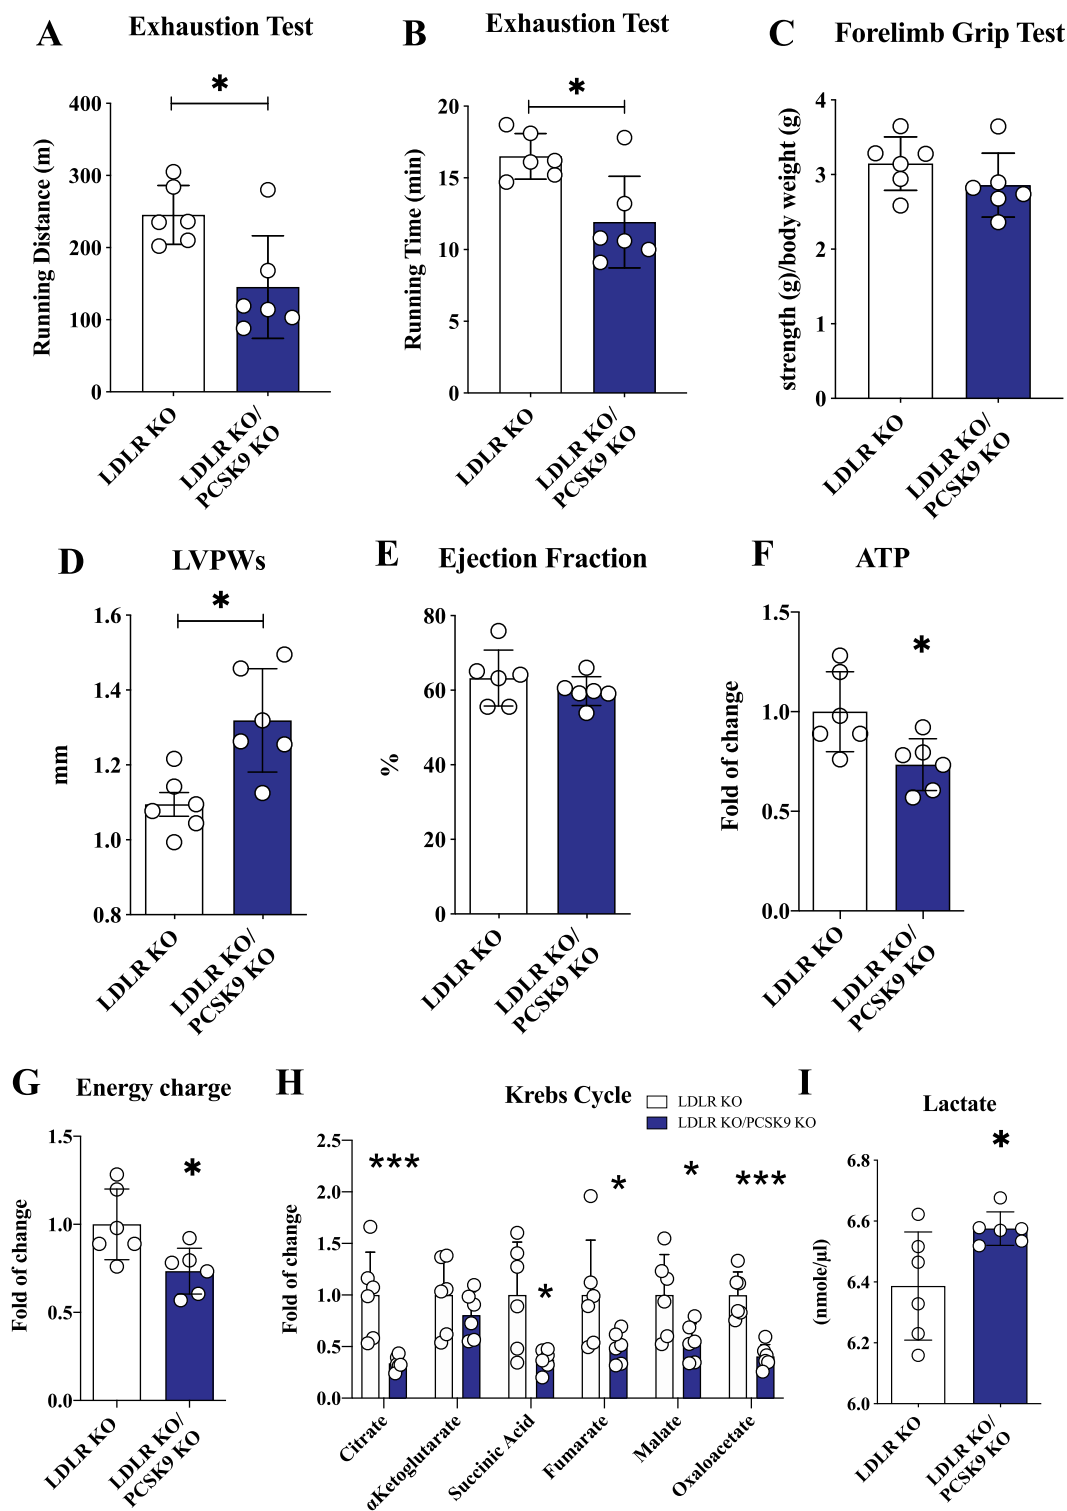 A
Exhaustion Test
*
Running Distance (m)
400
300
200
100
0
LDLR KO
LDLR KO/
PCSK9 KO
B
Exhaustion Test
*
Running Time (min)
20
15
10
5
0
LDLR KO
LDLR KO/
PCSK9 KO
C
Forelimb Grip Test
strength (g)/body weight (g)
4
3
2
1
0
LDLR KO
LDLR KO/
PCSK9 KO
D
LVPWs
*
mm
1.6
1.4
1.2
1.0
0.8
LDLR KO
LDLR KO/
PCSK9 KO
E
Ejection Fraction
%
80
60
40
20
0
LDLR KO
LDLR KO/
PCSK9 KO
F
ATP
*
Fold of change
1.5
1.0
0.5
0.0
LDLR KO
LDLR KO/
PCSK9 KO
G
Energy charge
*
Fold of change
1.5
1.0
0.5
0.0
LDLR KO
LDLR KO/
PCSK9 KO
H
Krebs Cycle
LDLR KO
LDLR KO/PCSK9 KO
Fold of change
2.5
2.0
1.5
1.0
0.5
0.0
***
*
*
*
***
Citrate
αKetoglutarate
Succinic Acid
Fumarate
Malate
Oxaloacetate
I
Lactate
*
(nmole/µl)
6.8
6.6
6.4
6.2
6.0
LDLR KO
LDLR KO/
PCSK9 KO